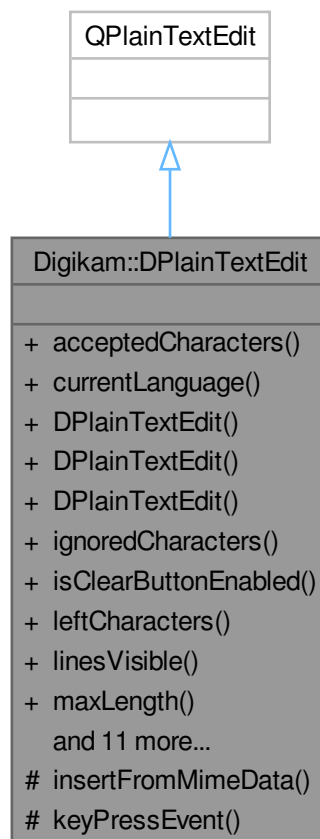 QPlainTextEdit
Digikam::DPlainTextEdit
+ acceptedCharacters()
+ currentLanguage()
+ DPlainTextEdit()
+ DPlainTextEdit()
+ DPlainTextEdit()
+ ignoredCharacters()
+ isClearButtonEnabled()
+ leftCharacters()
+ linesVisible()
+ maxLength()
and 11 more...
# insertFromMimeData()
# keyPressEvent()